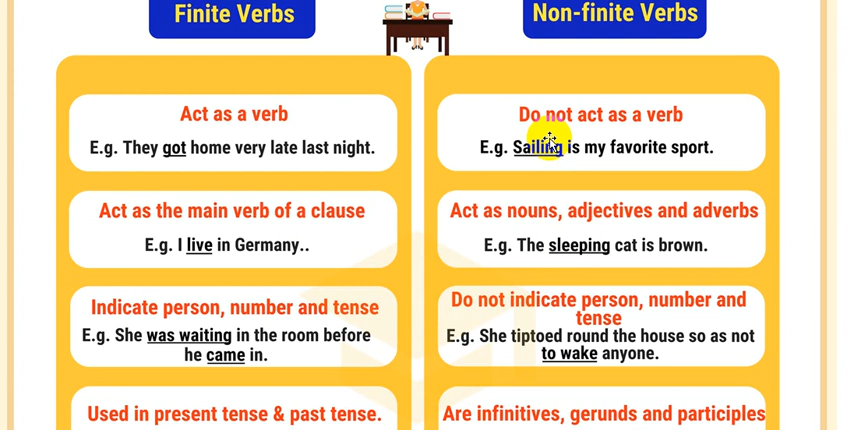 Finite Verbs
Act as a verb
E.g. They got home very late last night.
Act as the main verb of a clause
E.g. I live in Germany..
Indicate person, number and tense
E.g. She was waiting in the room before
he came in.
Used in present tense & past tense.
Non-finite Verbs
Do not act as a verb
E.g. Sailing is my favorite sport.
Act as nouns, adjectives and adverbs
E.g. The sleeping cat is brown.
Do not indicate person, number and
tense
E.g. She tiptoed round the house so as not
to wake anyone.
Are infinitives, gerunds and participles